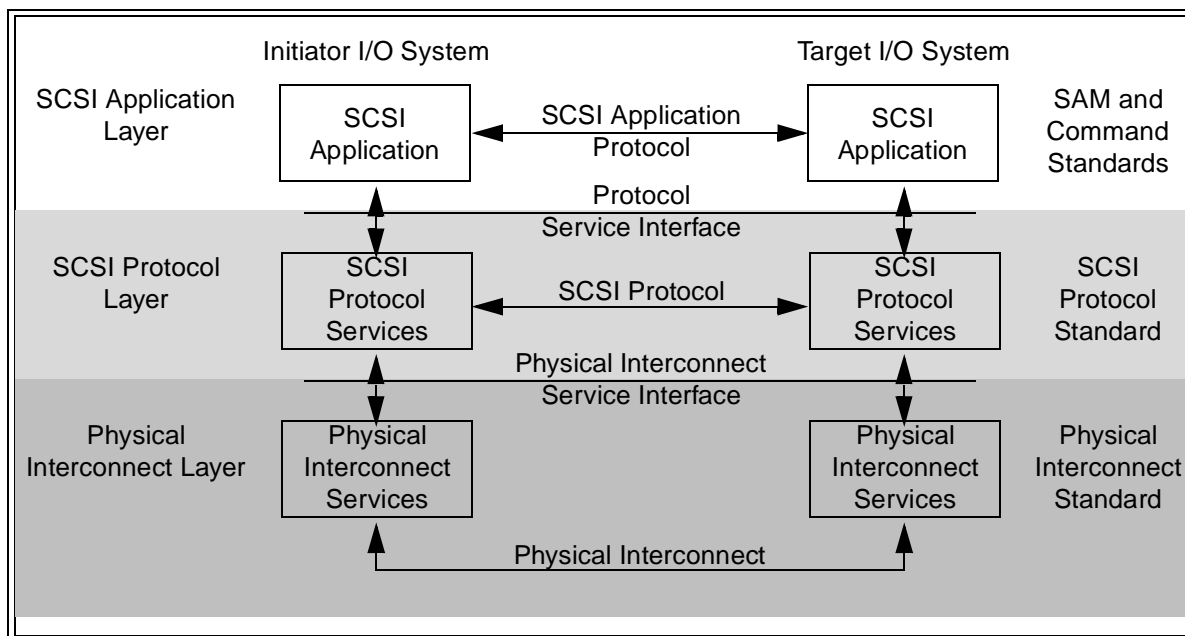 Initiator I/O System
Target I/O System
SCSI Application
Layer
SCSI
Application
SCSI Application
Protocol
SCSI
Application
SAM and
Command
Standards
Protocol
Service Interface
SCSI Protocol
Layer
SCSI
Protocol
Services
SCSI Protocol
SCSI
Protocol
Services
SCSI
Protocol
Standard
Physical Interconnect
Service Interface
Physical
Interconnect Layer
Physical
Interconnect
Services
Physical
Interconnect
Services
Physical
Interconnect
Standard
Physical Interconnect